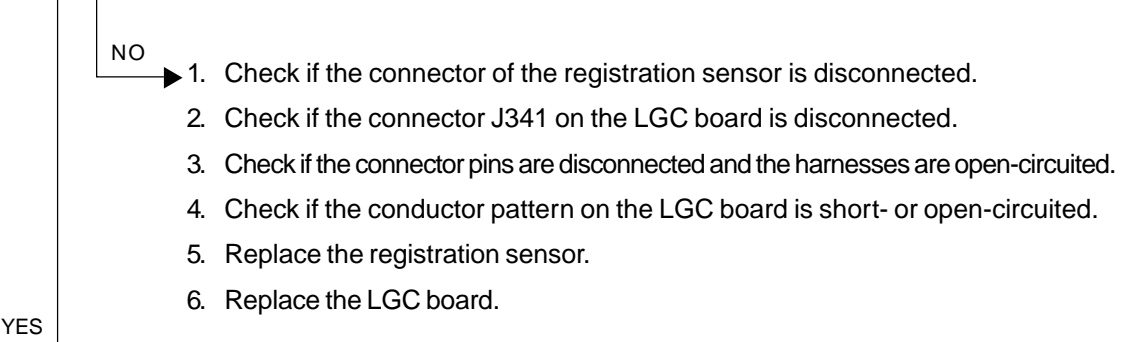 NO
1. Check if the connector of the registration sensor is disconnected.
2. Check if the connector J341 on the LGC board is disconnected.
3. Check if the connector pins are disconnected and the harnesses are open-circuited.
4. Check if the conductor pattern on the LGC board is short- or open-circuited.
5. Replace the registration sensor.
6. Replace the LGC board.
YES